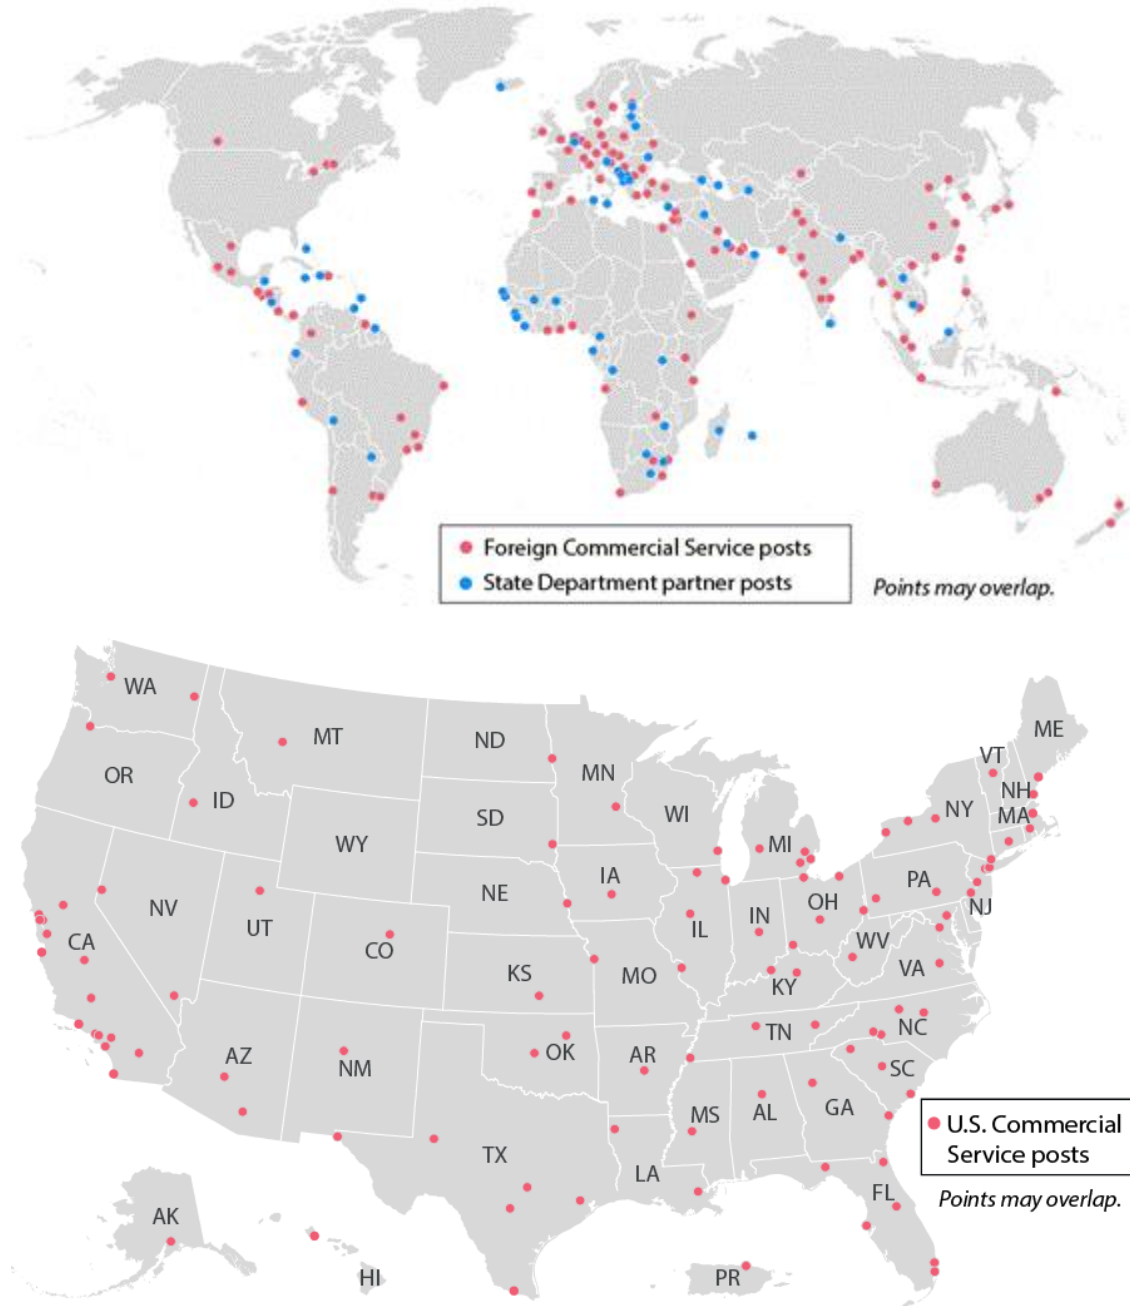 Foreign Commercial Service posts
State Department partner posts
Points may overlap.
WA
MT
ND
MN
ME
VT
OR
ID
SD
WI
MI
NH
NY
MA
WY
IA
NE
PA
NJ
NV
UT
CO
CA
IL
IN
OH
WV
KS
MO
KY
VA
AZ
NM
OK
AR
TN
NC
SC
MS
AL
GA
TX
LA
FL
U.S. Commercial
Service posts
Points may overlap.
AK
HI
PR